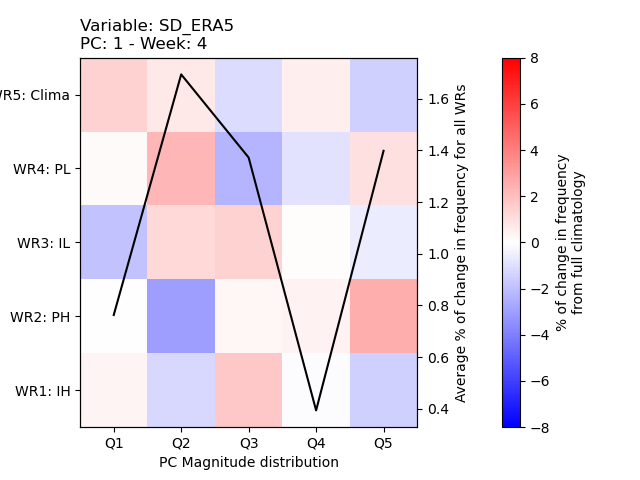 Variable: SD_ERA5
PC: 1 - Week: 4
WR5: Clima
WR4: PL
WR3: IL
WR2: PH
WR1: IH
Q1 Q2 Q3 Q4 Q5
PC Magnitude distribution
1.6
1.4
1.2
1.0
0.8
0.6
0.4
Average % of change in frequency for all WRs
8
6
4
2
0
−2
−4
−6
−8
% of change in frequency
from full climatology